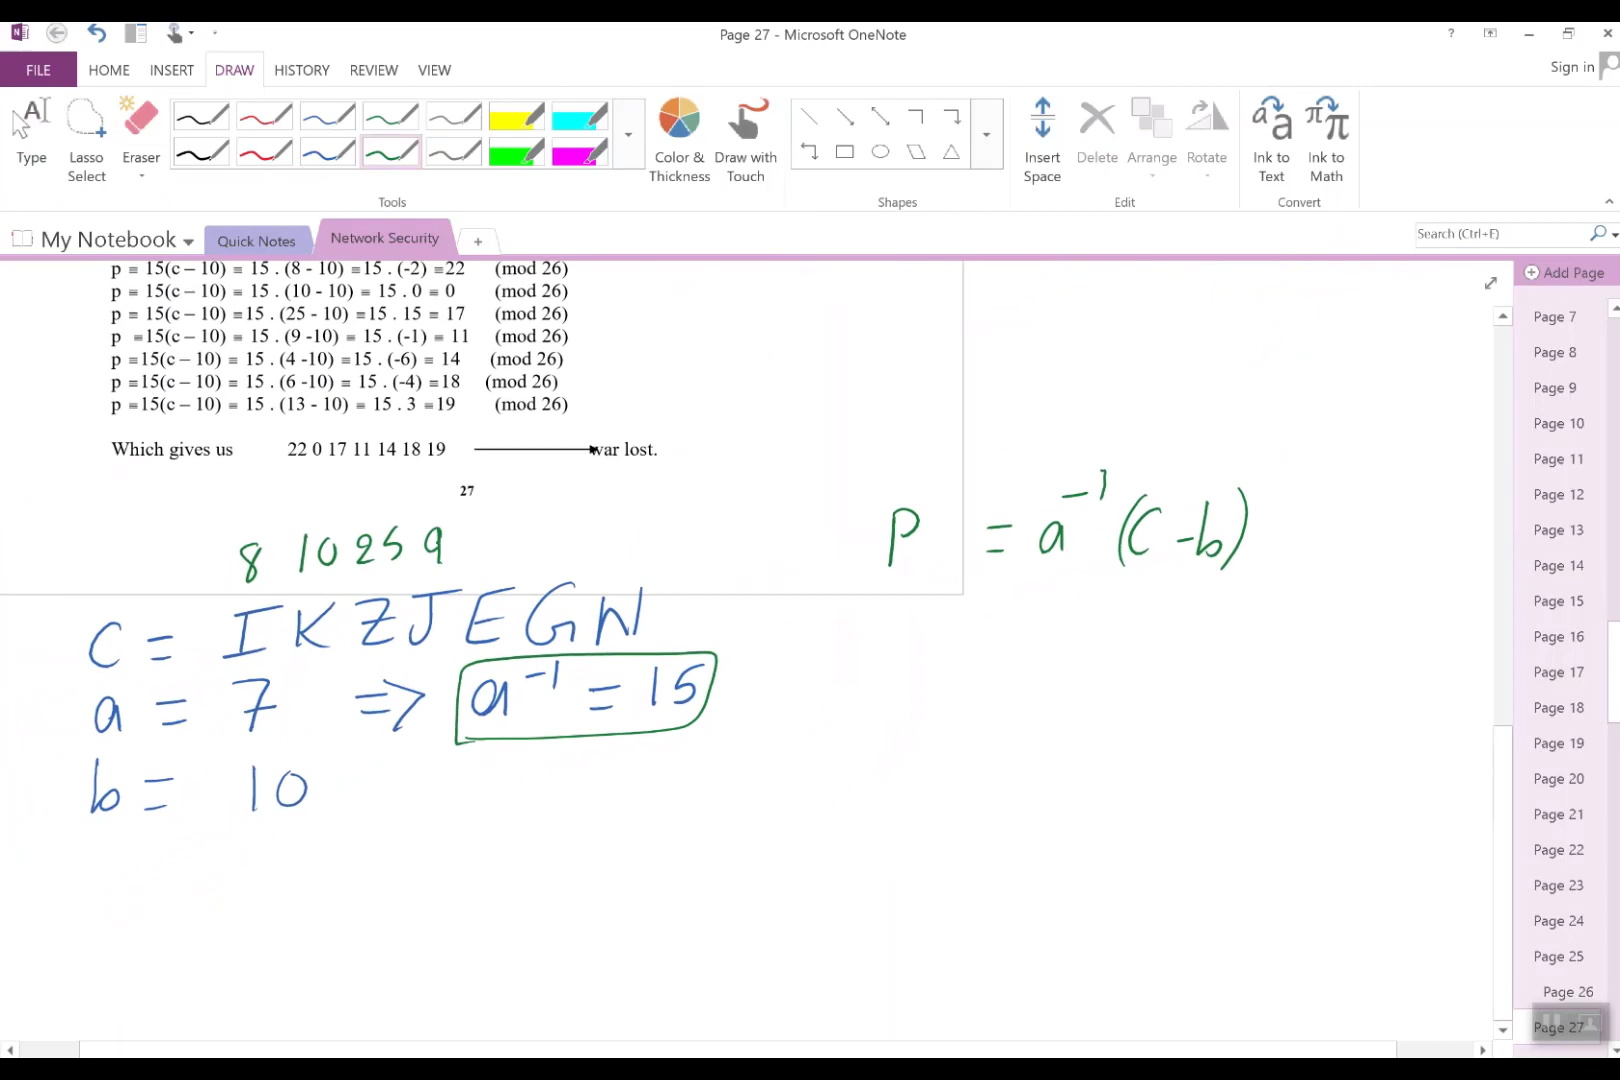 Page 27 - Microsoft OneNote
?
FILE HOME INSERT DRAW HISTORY REVIEW VIEW
Sign in
Type
Lasso Select
Eraser
Color & Thickness
Draw with Touch
Insert Space
Delete
Arrange
Rotate
Ink to Text
Ink to Math
Tools
Shapes
Edit
Convert
My Notebook
Quick Notes
Network Security
+
Search (Ctrl+E)
Add Page
p ≡ 15(c – 10) ≡ 15 . (8 - 10) ≡15 . (-2) ≡22 (mod 26)
p ≡ 15(c – 10) ≡ 15 . (10 - 10) ≡ 15 . 0 ≡ 0 (mod 26)
p ≡ 15(c – 10) ≡15 . (25 - 10) ≡15 . 15 ≡ 17 (mod 26)
p ≡15(c – 10) ≡ 15 . (9 -10) ≡ 15 . (-1) ≡ 11 (mod 26)
p ≡15(c – 10) ≡ 15 . (4 -10) ≡15 . (-6) ≡ 14 (mod 26)
p ≡15(c – 10) ≡ 15 . (6 -10) ≡ 15 . (-4) ≡18 (mod 26)
p ≡15(c – 10) ≡ 15 . (13 - 10) ≡ 15 . 3 ≡19 (mod 26)
Which gives us 22 0 17 11 14 18 19 war lost.
27
P = a⁻¹ (C - b)
8 10 25 9
C = IKZJEGN
a = 7 => a⁻¹ = 15
b = 10
Page 7
Page 8
Page 9
Page 10
Page 11
Page 12
Page 13
Page 14
Page 15
Page 16
Page 17
Page 18
Page 19
Page 20
Page 21
Page 22
Page 23
Page 24
Page 25
Page 26
Page 27